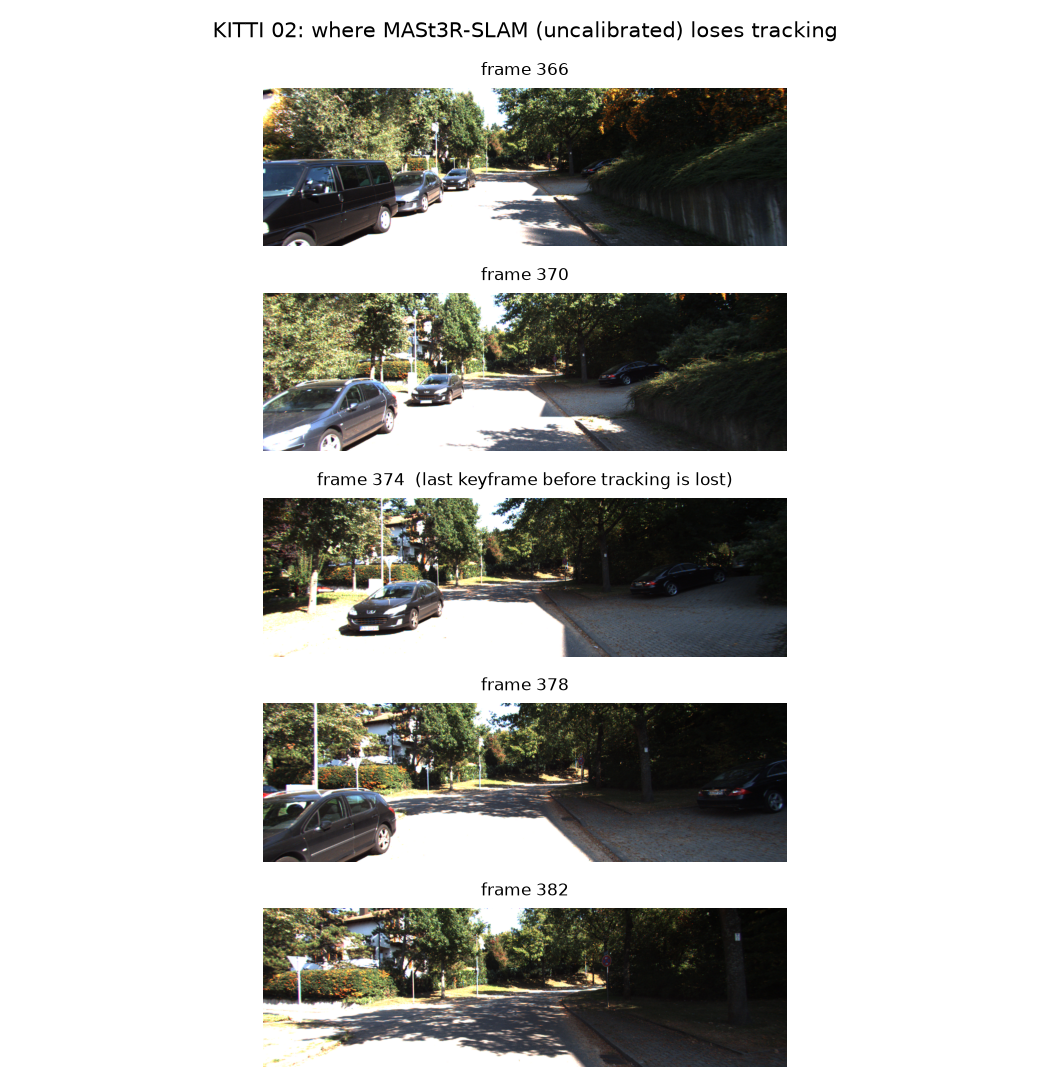 KITTI 02: where MASt3R-SLAM (uncalibrated) loses tracking
frame 366
frame 370
frame 374 (last keyframe before tracking is lost)
frame 378
frame 382